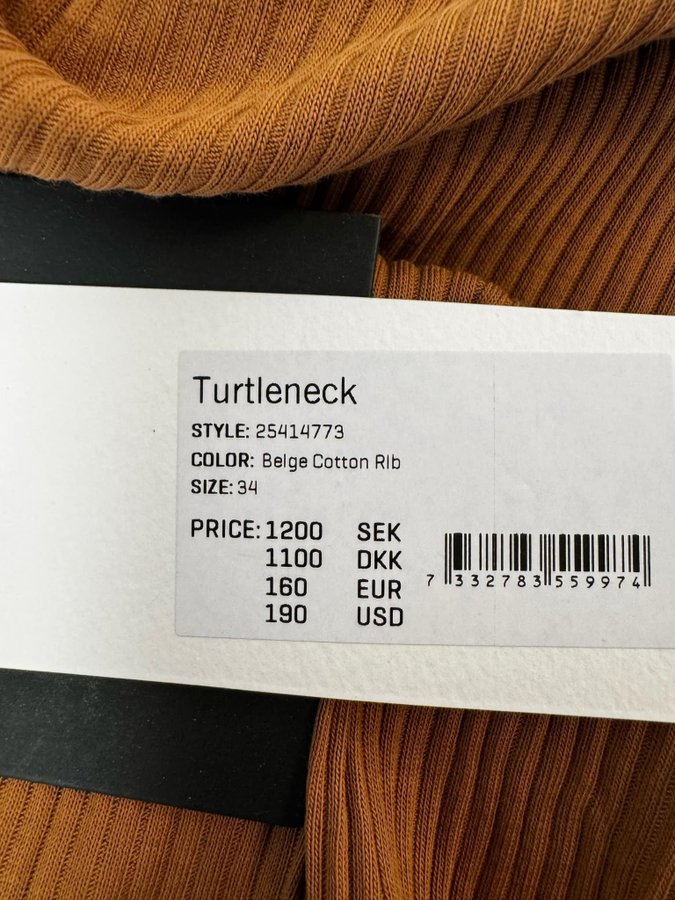 Turtleneck
STYLE: 25414773
COLOR: Beige Cotton Rib
SIZE: 34
PRICE: 1200 SEK
1100 DKK
160 EUR
190 USD
7 332783 559974